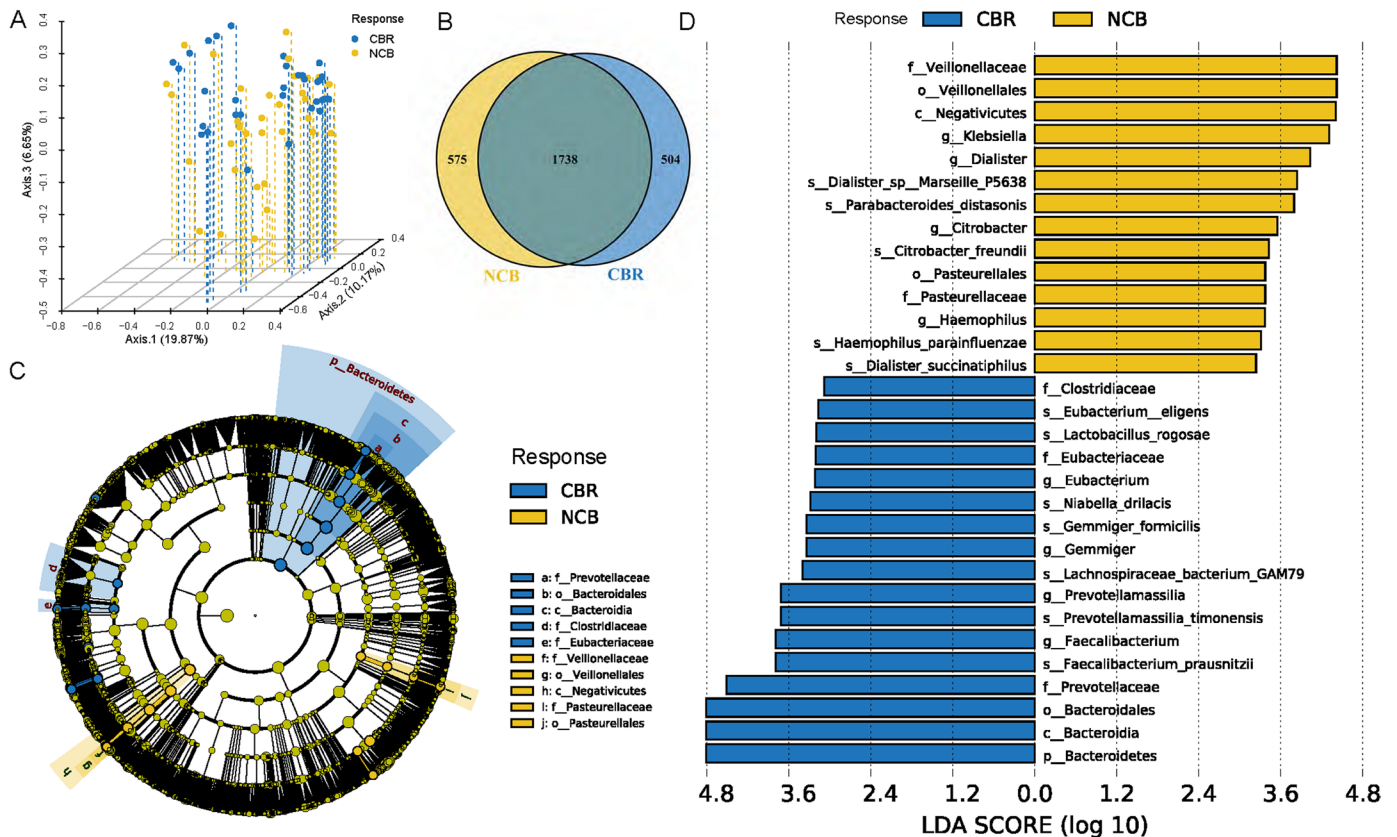 A
Response
CBR
NCB
0.4
0.3
0.2
0.1
0.0
−0.1
−0.2
−0.3
−0.4
−0.5
Axis.3 (6.65%)
−0.8
−0.6
−0.4
−0.2
0.0
0.2
0.4
Axis.1 (19.87%)
−0.6
−0.4
−0.2
0.0
0.2
0.4
Axis.2 (10.17%)
B
575
1738
504
NCB
CBR
C
p__Bacteroidetes
c
b
a
d
e
h
g
Response
CBR
NCB
a: f__Prevotellaceae
b: o__Bacteroidales
c: c__Bacteroidia
d: f__Clostridiaceae
e: f__Eubacteriaceae
f: f__Veillonellaceae
g: o__Veillonellales
h: c__Negativicutes
I: f__Pasteurellaceae
j: o__Pasteurellales
D
Response
CBR
NCB
f__Veillonellaceae
o__Veillonellales
c__Negativicutes
g__Klebsiella
g__Dialister
s__Dialister_sp__Marseille_P5638
s__Parabacteroides_distasonis
g__Citrobacter
s__Citrobacter_freundii
o__Pasteurellales
f__Pasteurellaceae
g__Haemophilus
s__Haemophilus_parainfluenzae
s__Dialister_succinatiphilus
f__Clostridiaceae
s__Eubacterium__eligens
s__Lactobacillus_rogosae
f__Eubacteriaceae
g__Eubacterium
s__Niabella_drilacis
s__Gemmiger_formicilis
g__Gemmiger
s__Lachnospiraceae_bacterium_GAM79
g__Prevotellamassilia
s__Prevotellamassilia_timonensis
g__Faecalibacterium
s__Faecalibacterium_prausnitzii
f__Prevotellaceae
o__Bacteroidales
c__Bacteroidia
p__Bacteroidetes
4.8 3.6 2.4 1.2 0.0 1.2 2.4 3.6 4.8
LDA SCORE (log 10)